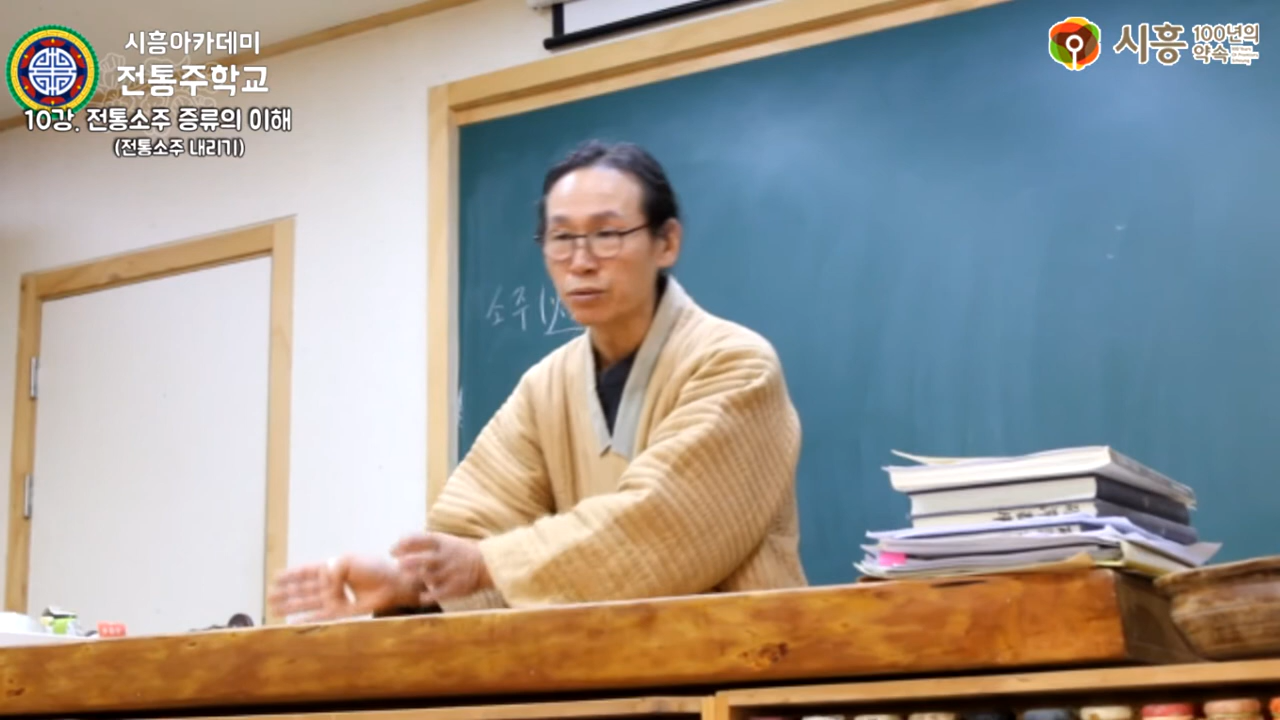 시흥아카데미
전통주학교
10강. 전통소주 증류의 이해
(전통소주 내리기)
시흥
100년의
약속
소주